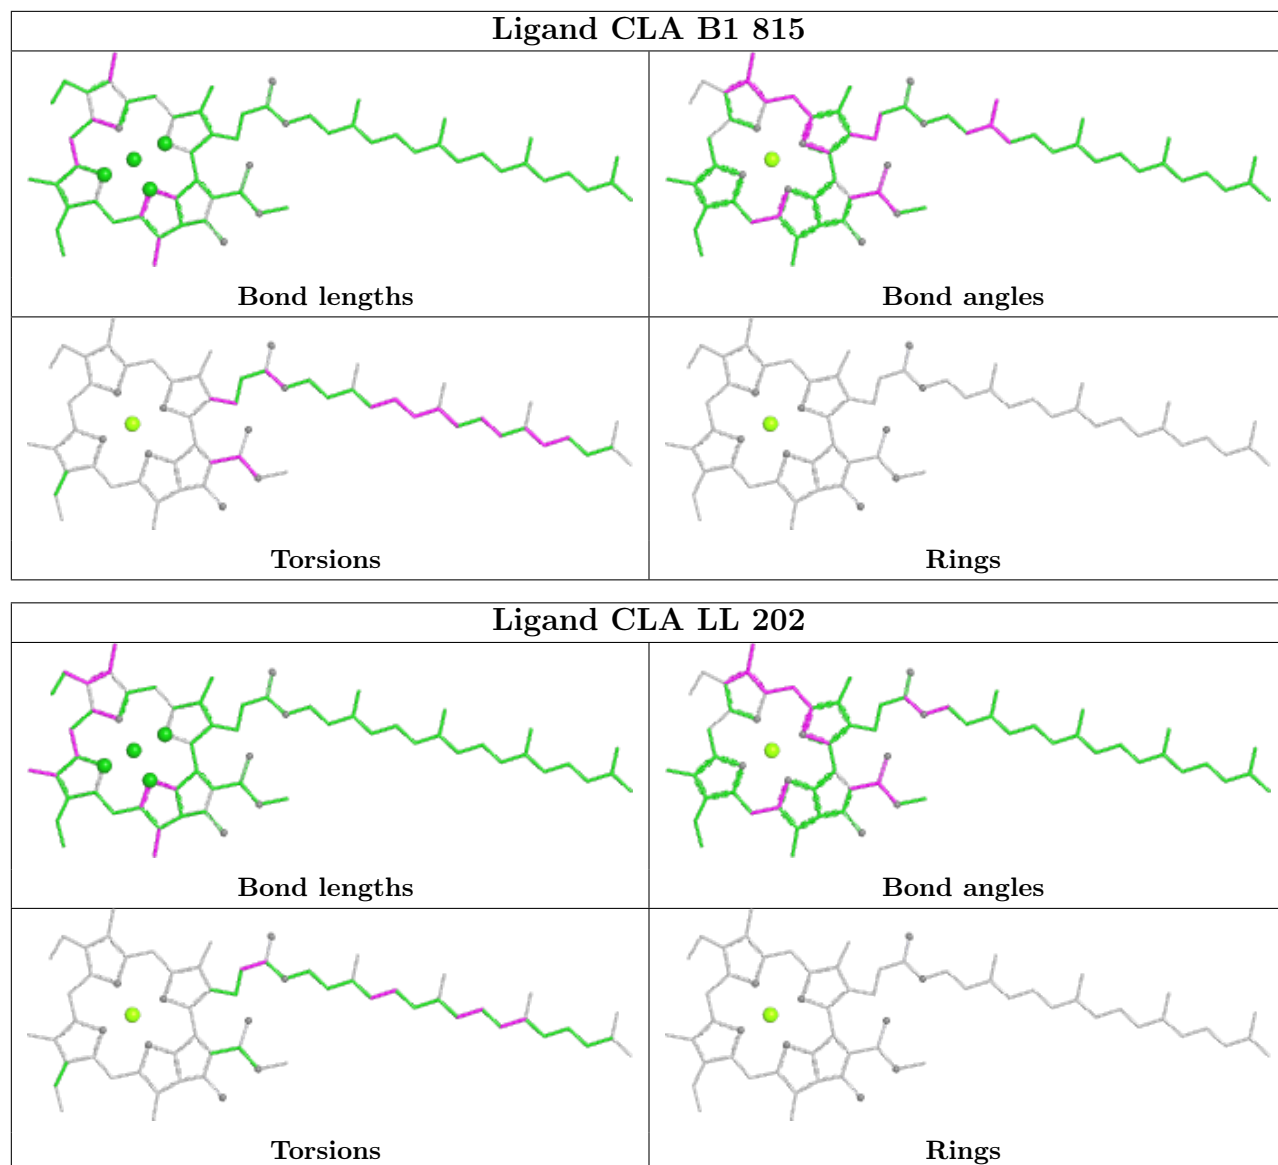 Ligand CLA B1 815
Bond lengths
Bond angles
Torsions
Rings
Ligand CLA LL 202
Bond lengths
Bond angles
Torsions
Rings